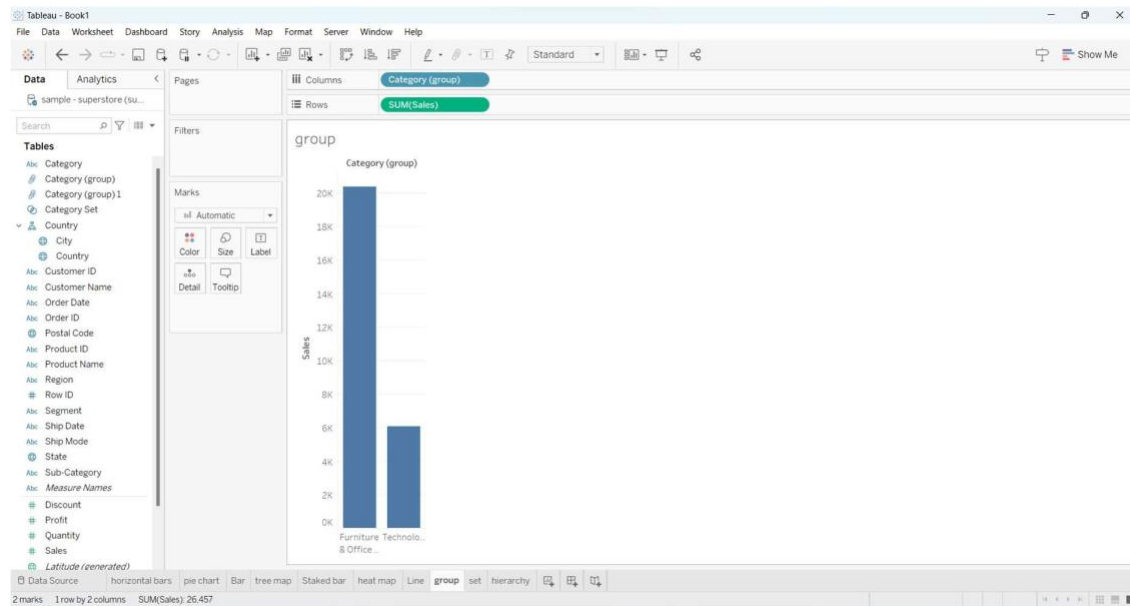 Tableau - Book1
File Data Worksheet Dashboard Story Analysis Map Format Server Window Help
Standard
Show Me
Data Analytics
sample - superstore (su...
Search
Tables
Abc Category
Category (group)
Category (group) 1
Category Set
Country
City
Country
Abc Customer ID
Abc Customer Name
Abc Order Date
Abc Order ID
Postal Code
Abc Product ID
Abc Product Name
Abc Region
# Row ID
Abc Segment
Abc Ship Date
Abc Ship Mode
State
Abc Sub-Category
Abc Measure Names
# Discount
# Profit
# Quantity
# Sales
Latitude (generated)
Pages
Filters
Marks
Automatic
Color Size Label
Detail Tooltip
Columns Category (group)
Rows SUM(Sales)
group
Category (group)
20K
18K
16K
14K
12K
10K
8K
6K
4K
2K
0K
Sales
Furniture Technolo..
& Office ..
Data Source horizontal bars pie chart Bar tree map Staked bar heat map Line group set hierarchy
2 marks 1 row by 2 columns SUM(Sales): 26,457